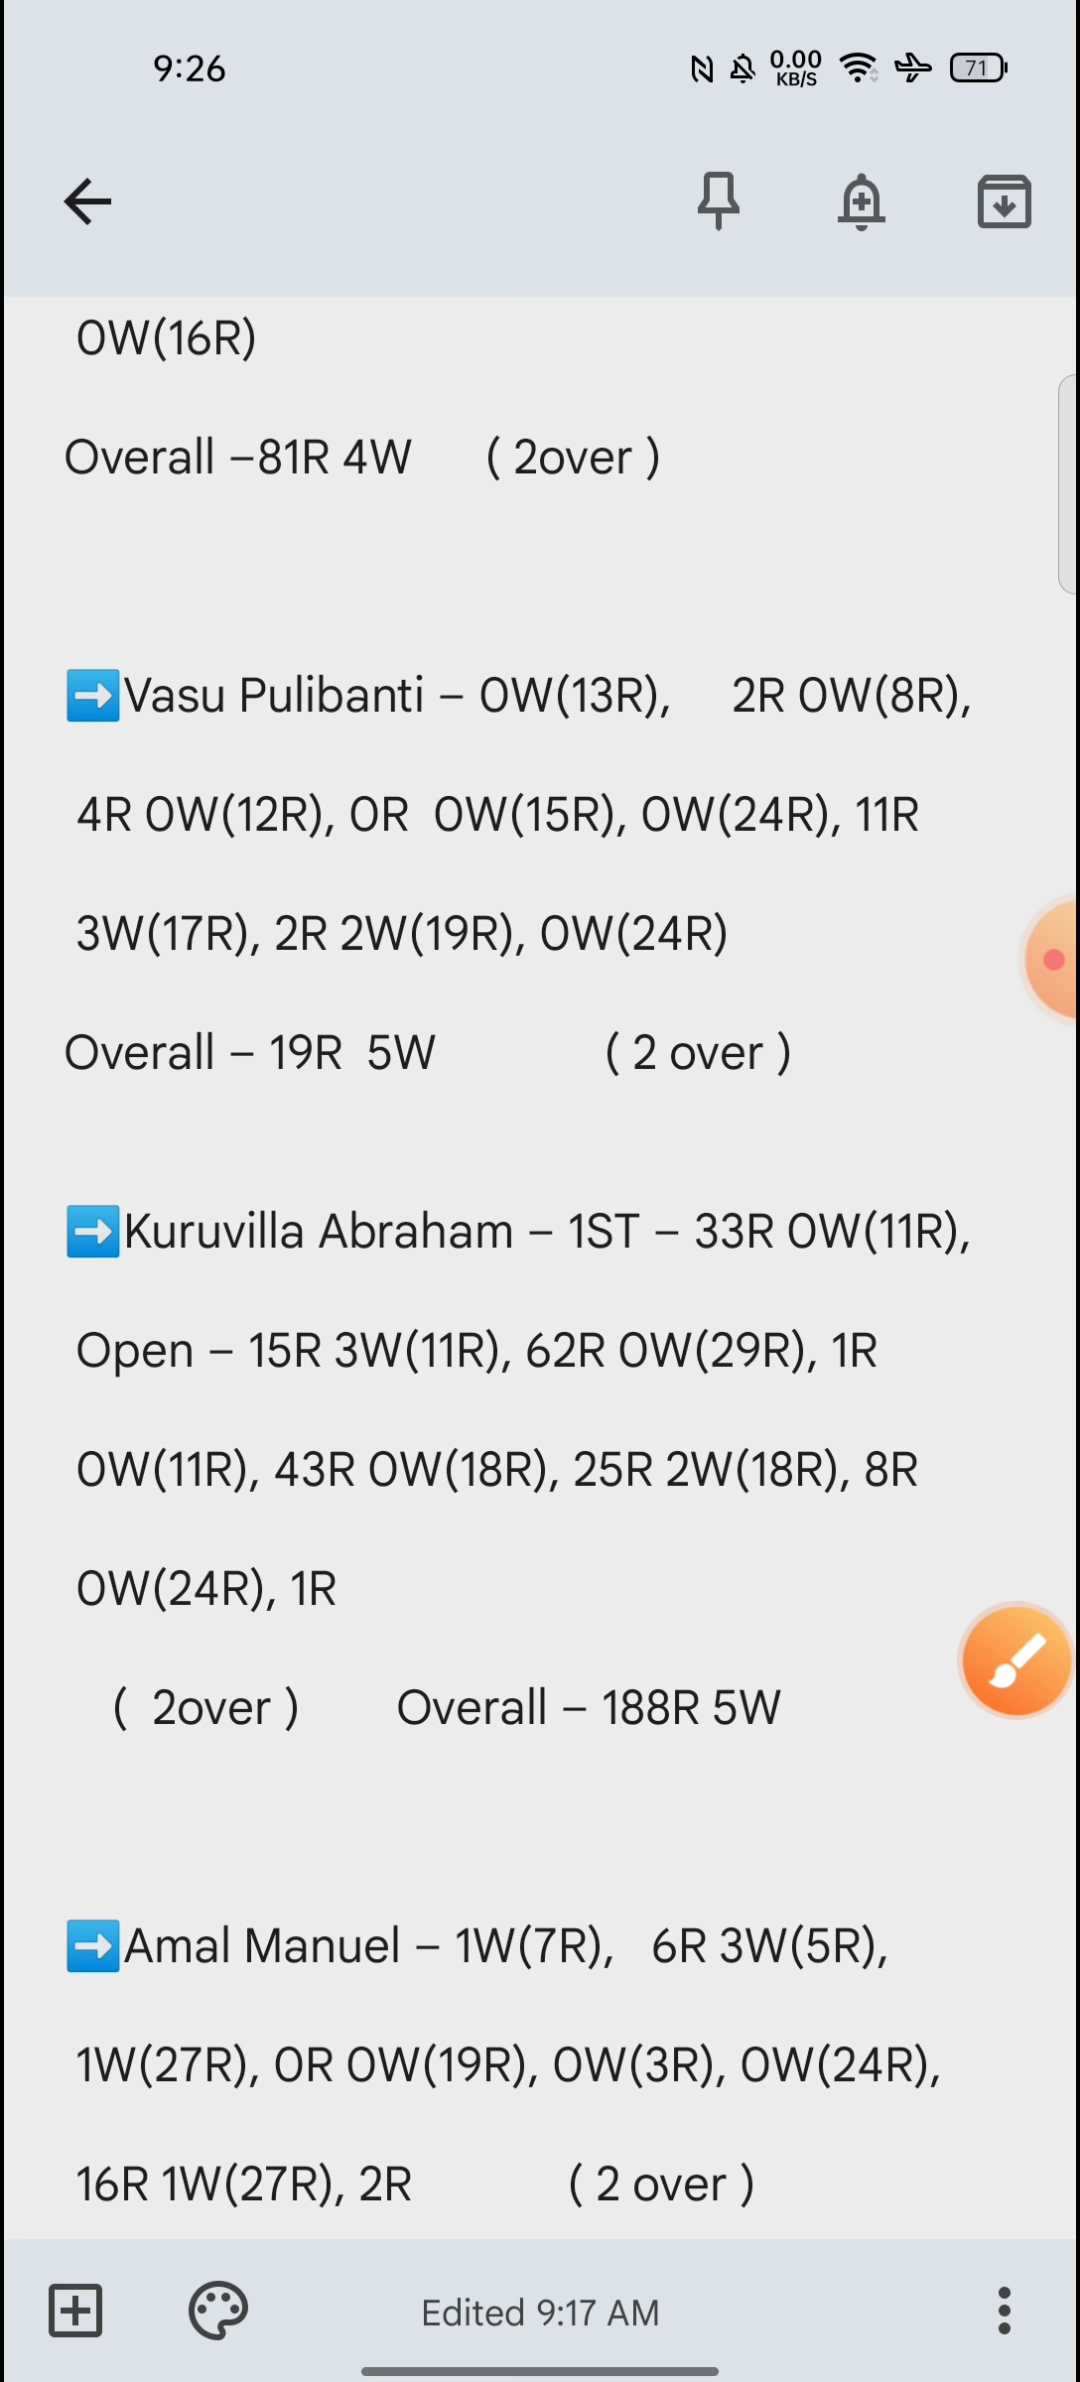 9:26
0.00
KB/S
71
0W(16R)
Overall –81R 4W ( 2over )
➡️Vasu Pulibanti – 0W(13R), 2R 0W(8R),
4R 0W(12R), 0R 0W(15R), 0W(24R), 11R
3W(17R), 2R 2W(19R), 0W(24R)
Overall – 19R 5W ( 2 over )
➡️Kuruvilla Abraham – 1ST – 33R 0W(11R),
Open – 15R 3W(11R), 62R 0W(29R), 1R
0W(11R), 43R 0W(18R), 25R 2W(18R), 8R
0W(24R), 1R
( 2over ) Overall – 188R 5W
➡️Amal Manuel – 1W(7R), 6R 3W(5R),
1W(27R), 0R 0W(19R), 0W(3R), 0W(24R),
16R 1W(27R), 2R ( 2 over )
Edited 9:17 AM